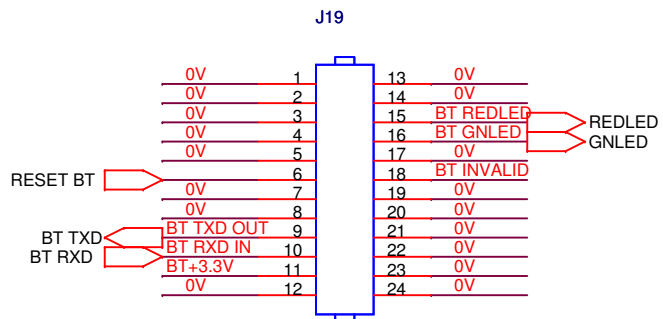 J19
0V 1 13 0V
0V 2 14 0V
0V 3 15 BT REDLED REDLED
0V 4 16 BT GNLED GNLED
0V 5 17 0V
RESET BT 6 18 BT INVALID
0V 7 19 0V
0V 8 20 0V
BT TXD BT TXD OUT 9 21 0V
BT RXD BT RXD IN 10 22 0V
BT+3.3V 11 23 0V
0V 12 24 0V